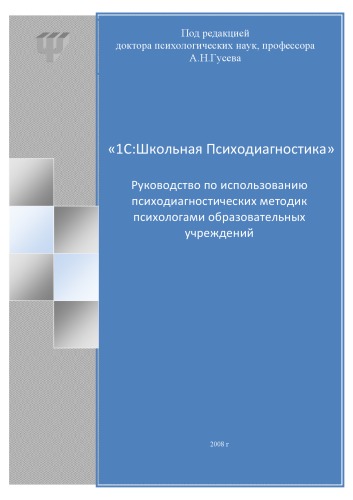 Под редакцией
доктора психологических наук, профессора
А.Н.Гусева
«1С:Школьная Психодиагностика»
Руководство по использованию
психодиагностических методик
психологами образовательных
учреждений
2008 г